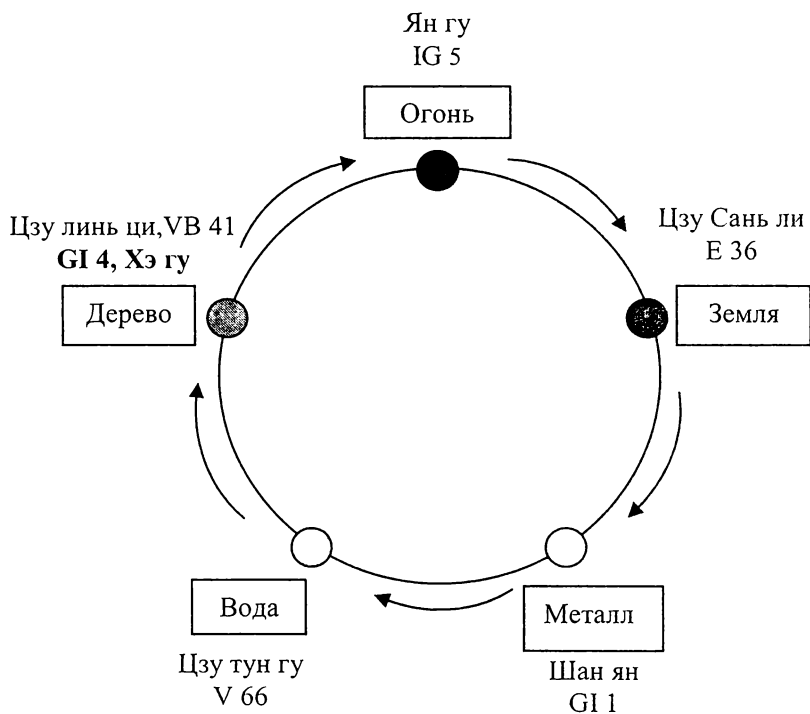 Ян гу
IG 5
Огонь
Цзу линь ци,VB 41
GI 4, Хэ гу
Дерево
Цзу Сань ли
E 36
Земля
Вода
Цзу тун гу
V 66
Металл
Шан ян
GI 1